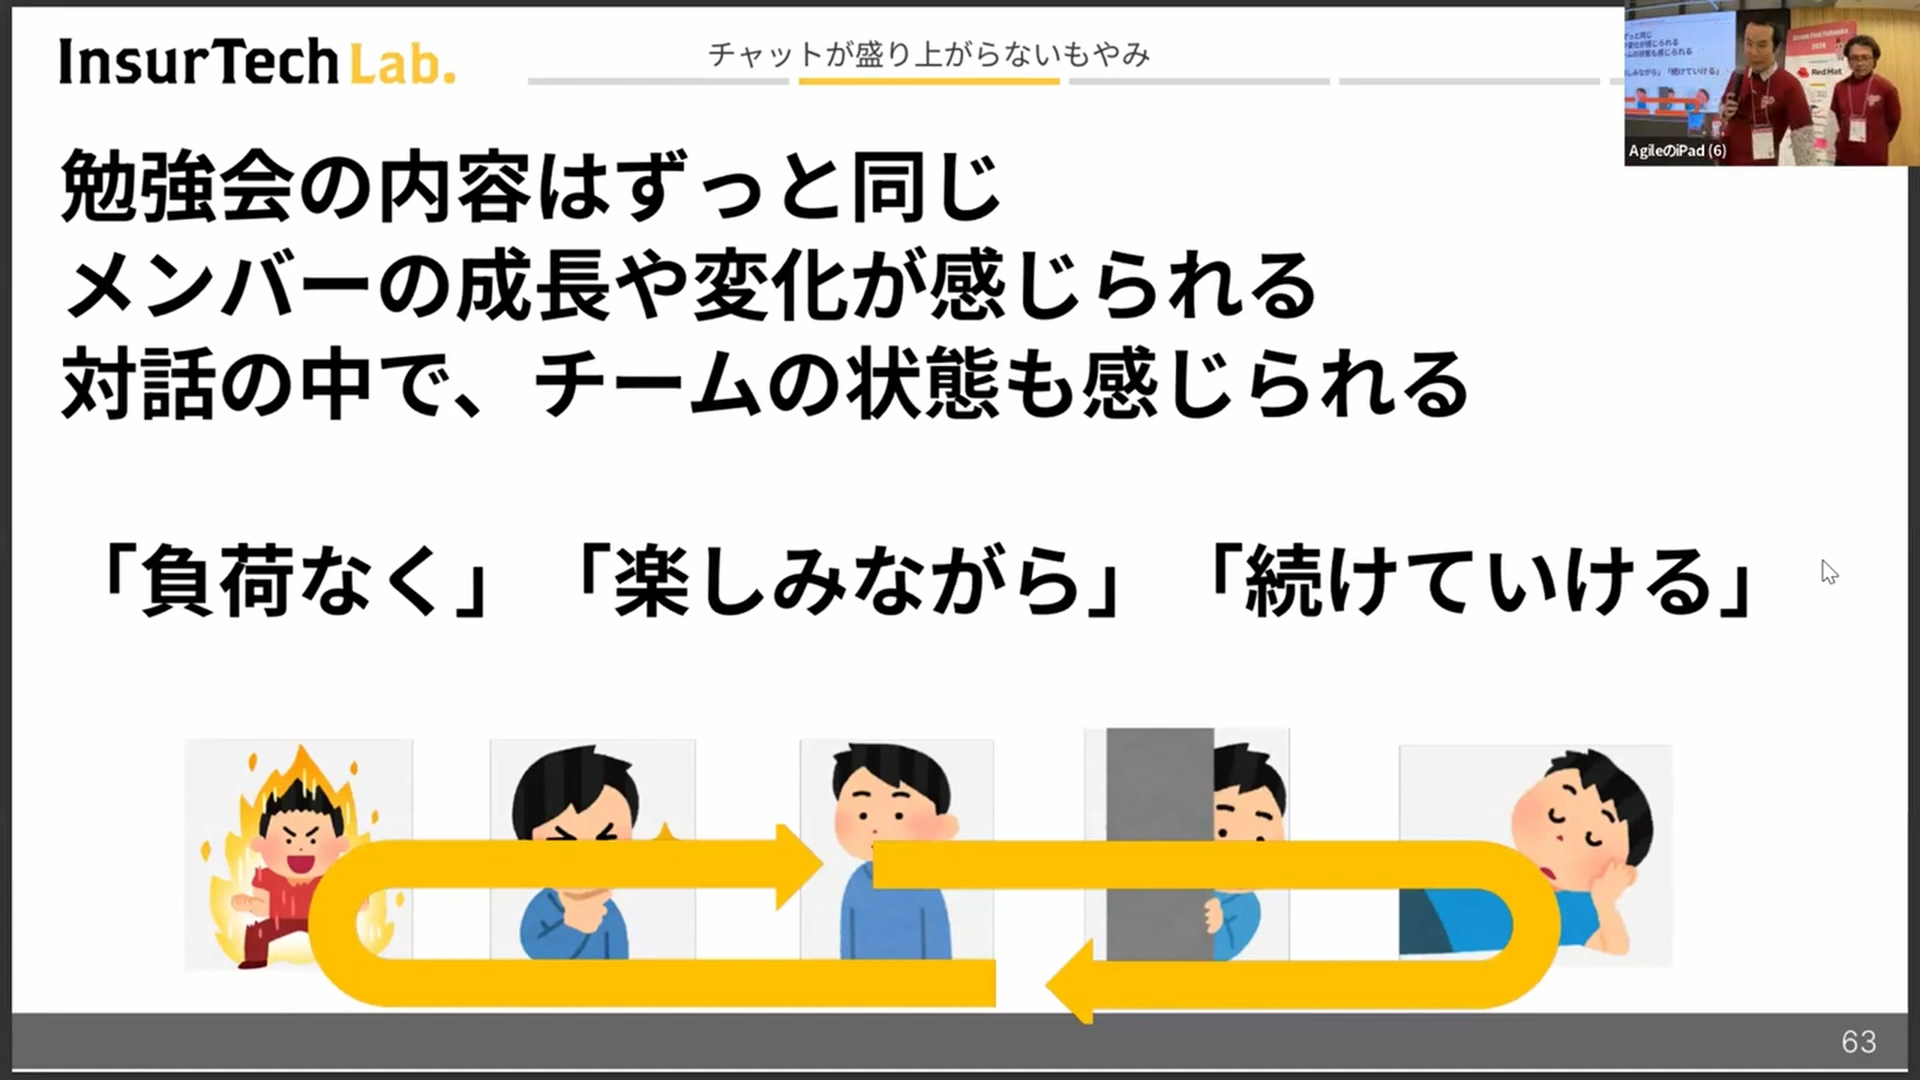 InsurTech Lab.
チャットが盛り上がらないもやみ
勉強会の内容はずっと同じ
メンバーの成長や変化が感じられる
対話の中で、チームの状態も感じられる
「負荷なく」「楽しみながら」「続けていける」
63
AgileのiPad (6)
Red Hat